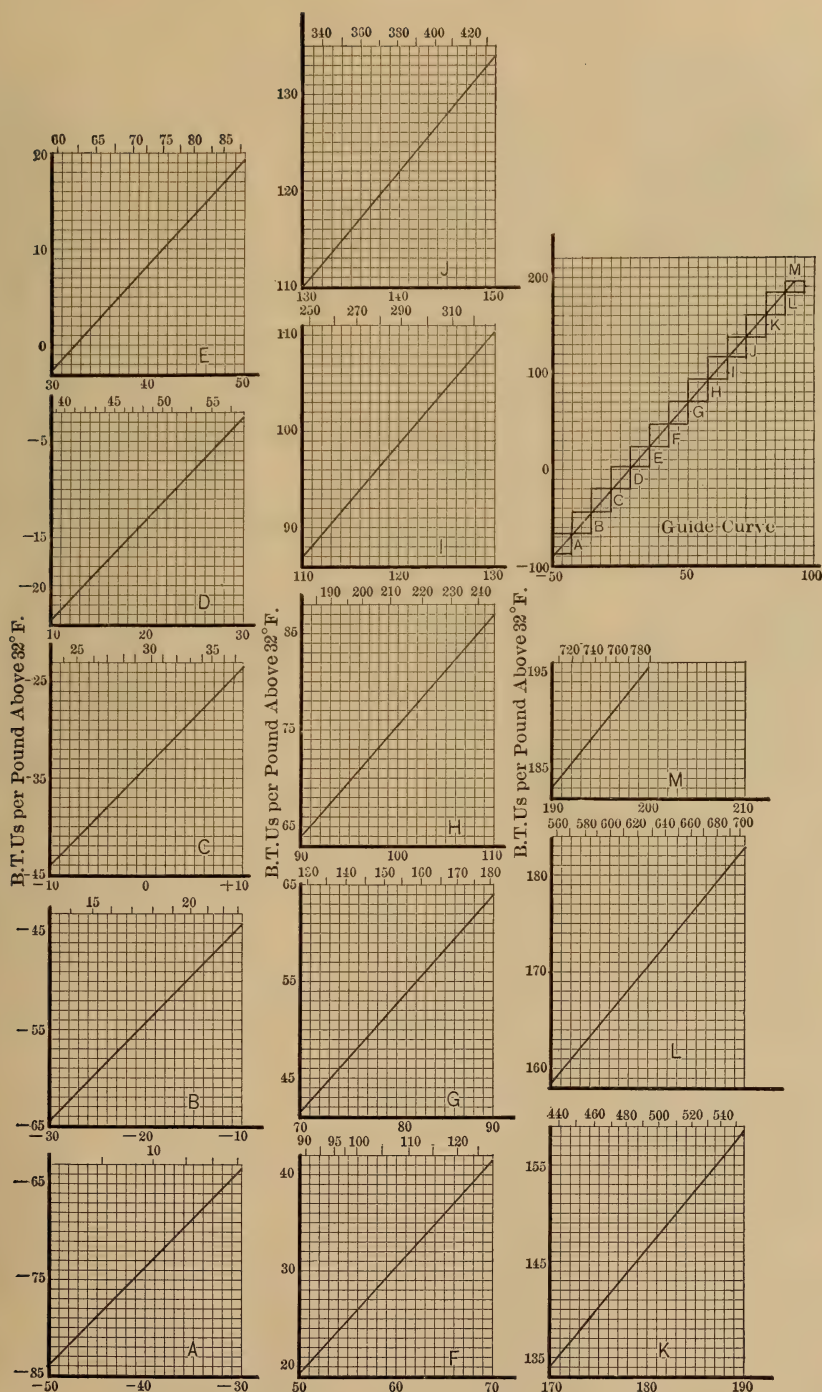 60 65 70 75 80 85
20
10
0
E
30 40 50
40 45 50 55
−5
−15
−20
D
10 20 30
B.T.Us per Pound Above 32°F.
25 30 35
−25
−35
−45
C
−10 0 +10
15 20
−45
−55
−65
B
−30 −20 −10
10
−65
−75
−85
A
−50 −40 −30
340 360 380 400 420
130
120
110
J
130 140 150
250 270 290 310
110
100
90
I
110 120 130
B.T.Us per Pound Above 32°F.
190 200 210 220 230 240
85
75
65
H
90 100 110
130 140 150 160 170 180
65
55
45
G
70 80 90
90 95 100 110 120
40
30
20
F
50 60 70
200
100
0
−100
M
L
K
J
I
H
G
F
E
D
C
B
A
Guide Curve
−50 50 100
B.T.Us per Pound Above 32°F.
720 740 760 780
195
185
M
190 200 210
560 580 600 620 640 660 680 700
180
170
160
L
440 460 480 500 520 540
155
145
135
K
170 180 190